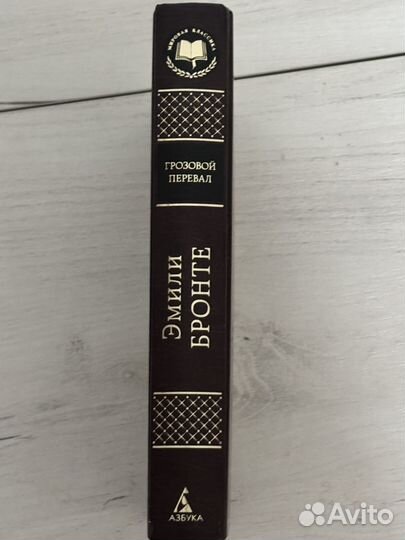 МИРОВАЯ КЛАССИКА
ГРОЗОВОЙ
ПЕРЕВАЛ
Эмили
БРОНТЕ
АЗБУКА
Avito